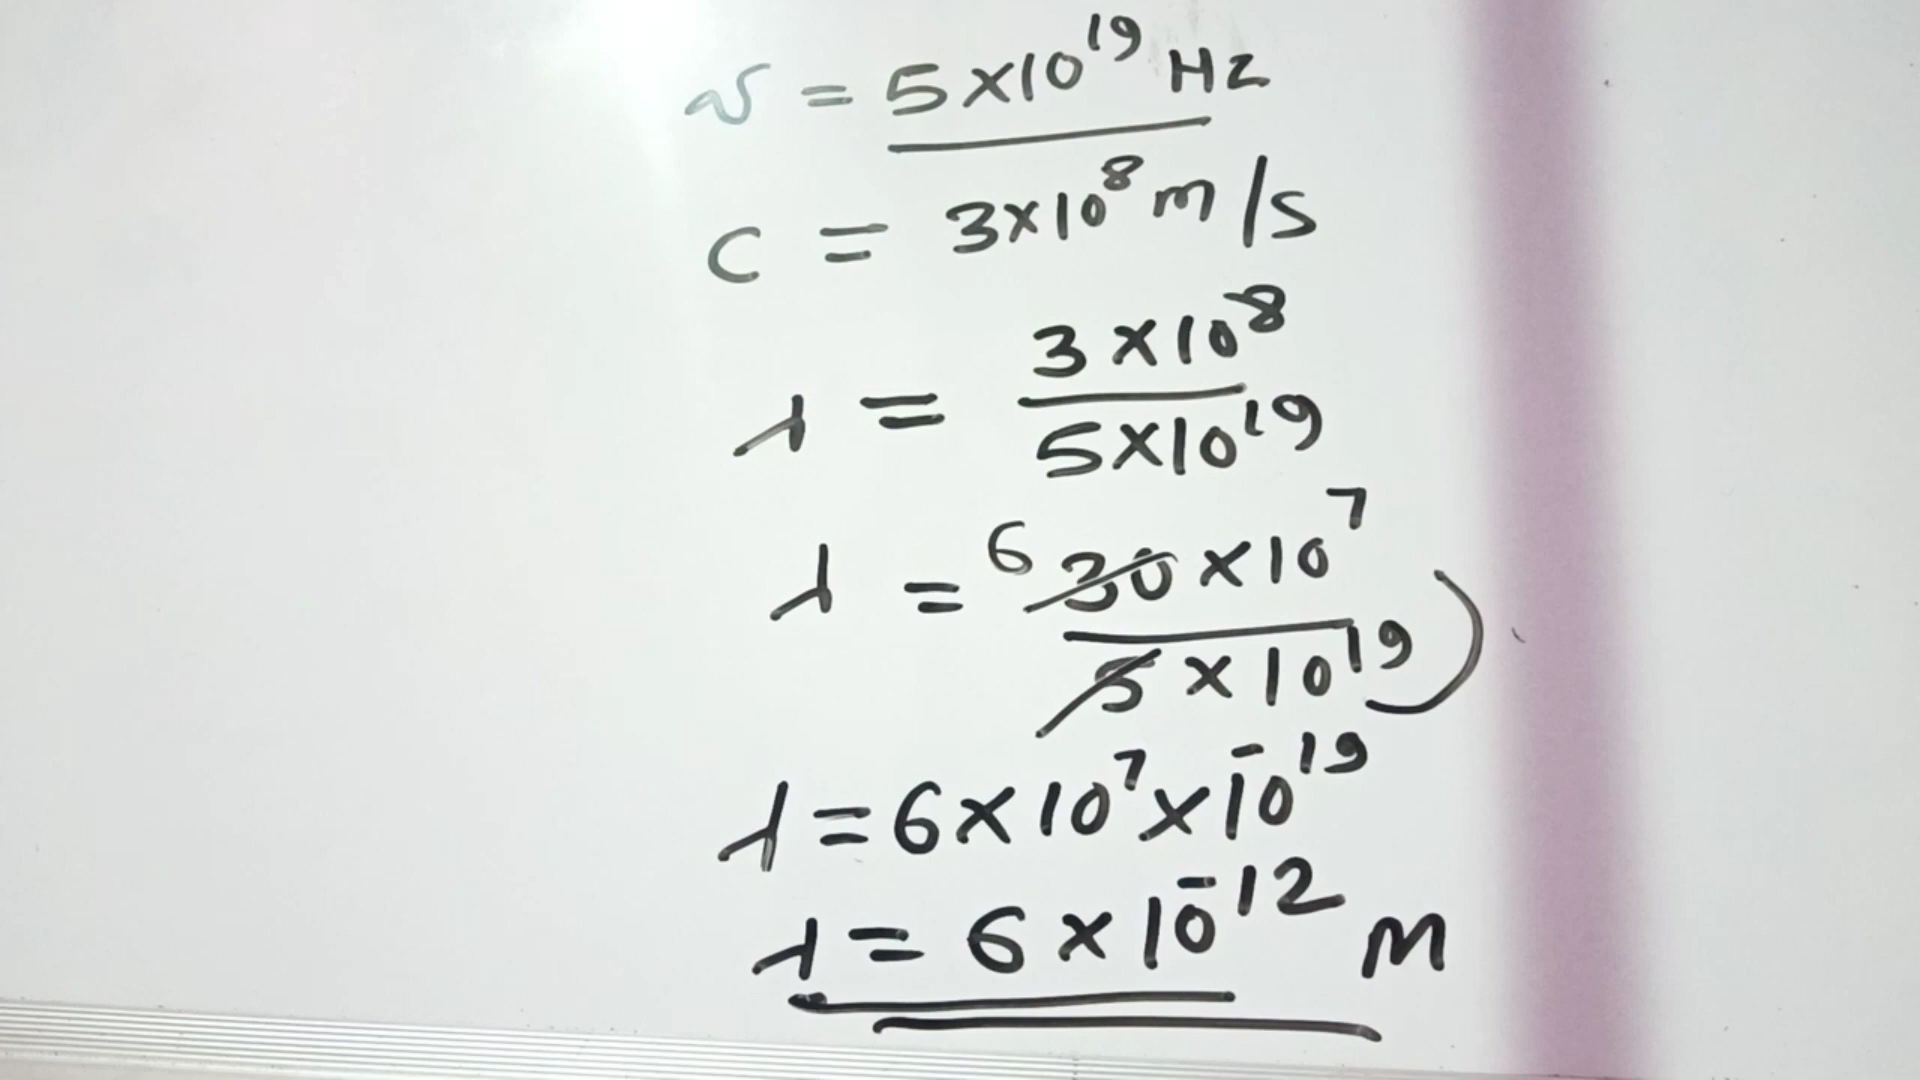 ν = 5×10¹⁹ Hz
C = 3×10⁸ m/s
λ = 3×10⁸ / 5×10¹⁹
λ = 6 30×10⁷ / 5×10¹⁹
λ = 6×10⁷×10⁻¹⁹
λ = 6×10⁻¹² m